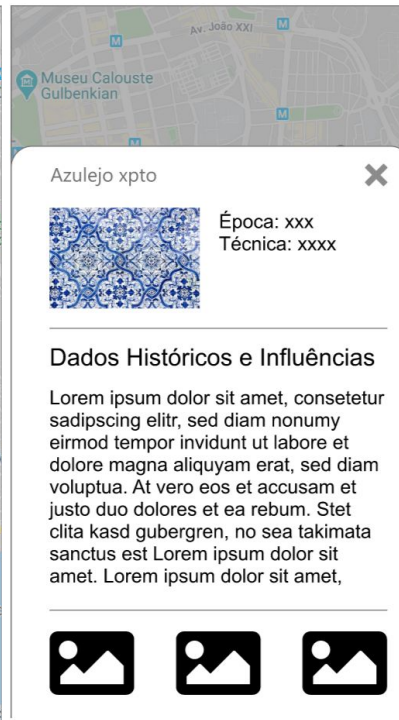 Av. João XXI
M
M
Museu Calouste
Gulbenkian
M
M
Azulejo xpto
Época: xxx
Técnica: xxxx
Dados Históricos e Influências
Lorem ipsum dolor sit amet, consetetur
sadipscing elitr, sed diam nonumy
eirmod tempor invidunt ut labore et
dolore magna aliquyam erat, sed diam
voluptua. At vero eos et accusam et
justo duo dolores et ea rebum. Stet
clita kasd gubergren, no sea takimata
sanctus est Lorem ipsum dolor sit
amet. Lorem ipsum dolor sit amet,